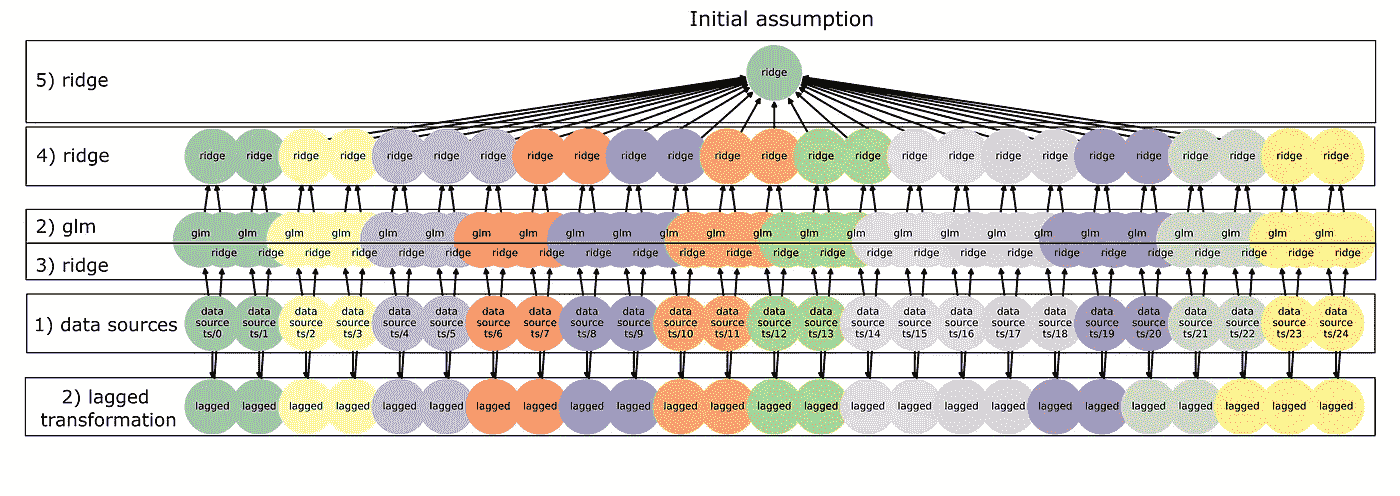 Initial assumption
5) ridge
ridge
4) ridge
ridge ridge ridge ridge ridge ridge ridge ridge ridge ridge ridge ridge ridge ridge ridge ridge ridge ridge ridge ridge ridge ridge ridge ridge ridge
2) glm
glm glm glm glm glm glm glm glm glm glm glm glm glm glm glm glm glm glm glm glm glm glm glm glm glm
3) ridge
ridge ridge ridge ridge ridge ridge ridge ridge ridge ridge ridge ridge ridge ridge ridge ridge ridge ridge ridge ridge ridge ridge ridge ridge ridge
1) data sources
data data data data data data data data data data data data data data data data data data data data data data data data data
source source source source source source source source source source source source source source source source source source source source source source source source source
ts/0 ts/1 ts/2 ts/3 ts/4 ts/5 ts/6 ts/7 ts/8 ts/9 ts/10 ts/11 ts/12 ts/13 ts/14 ts/15 ts/16 ts/17 ts/18 ts/19 ts/20 ts/21 ts/22 ts/23 ts/24
2) lagged
transformation
lagged lagged lagged lagged lagged lagged lagged lagged lagged lagged lagged lagged lagged lagged lagged lagged lagged lagged lagged lagged lagged lagged lagged lagged lagged